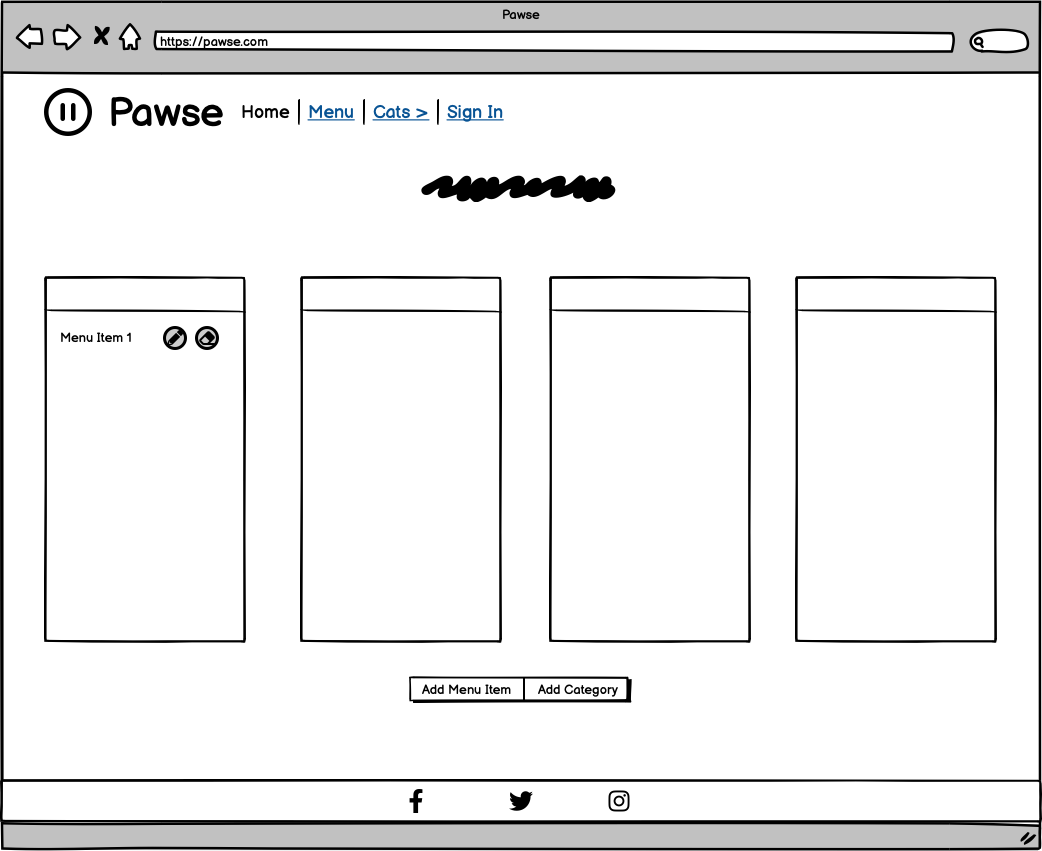 Pawse
https://pawse.com
Pawse Home Menu Cats > Sign In
Menu Item 1
Add Menu Item Add Category